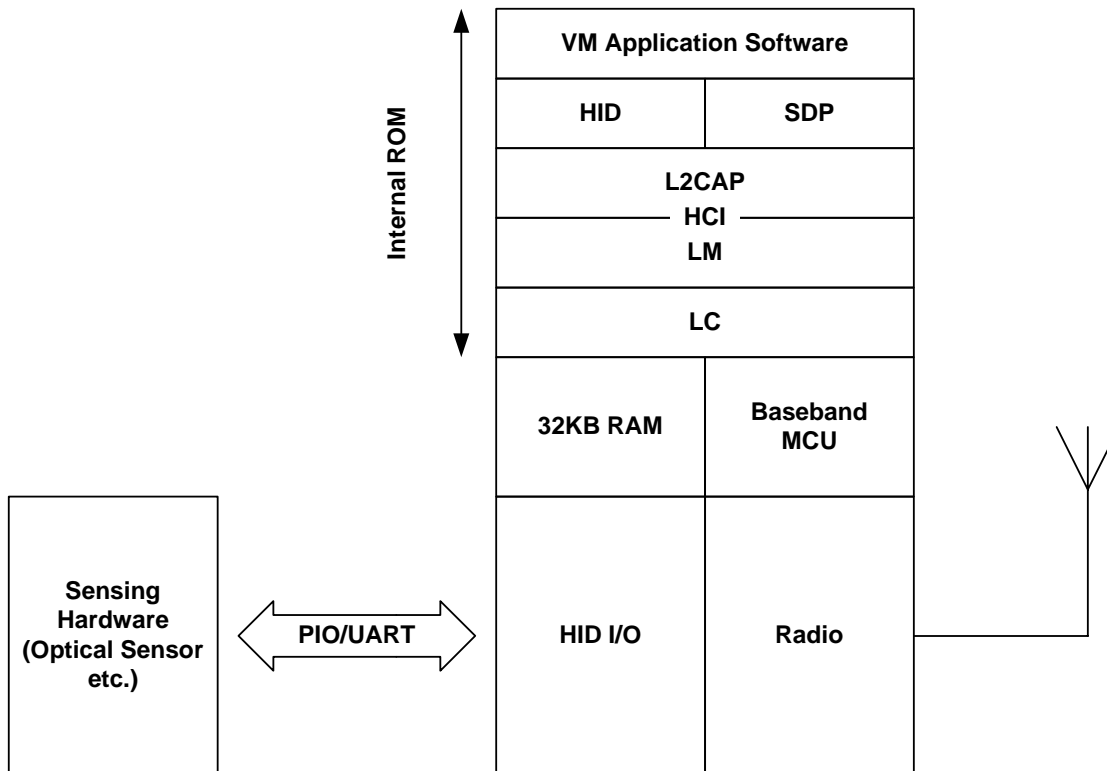 VM Application Software
HID
SDP
Internal ROM
L2CAP
HCI
LM
LC
32KB RAM
Baseband
MCU
Sensing
Hardware
(Optical Sensor
etc.)
PIO/UART
HID I/O
Radio